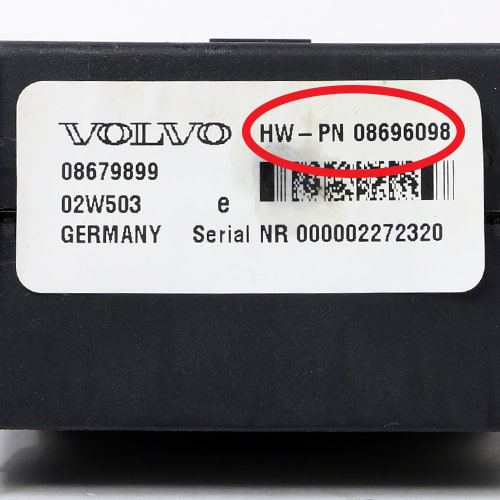 VOLVO HW-PN 08696098
08679899
02W503 e
GERMANY Serial NR 000002272320